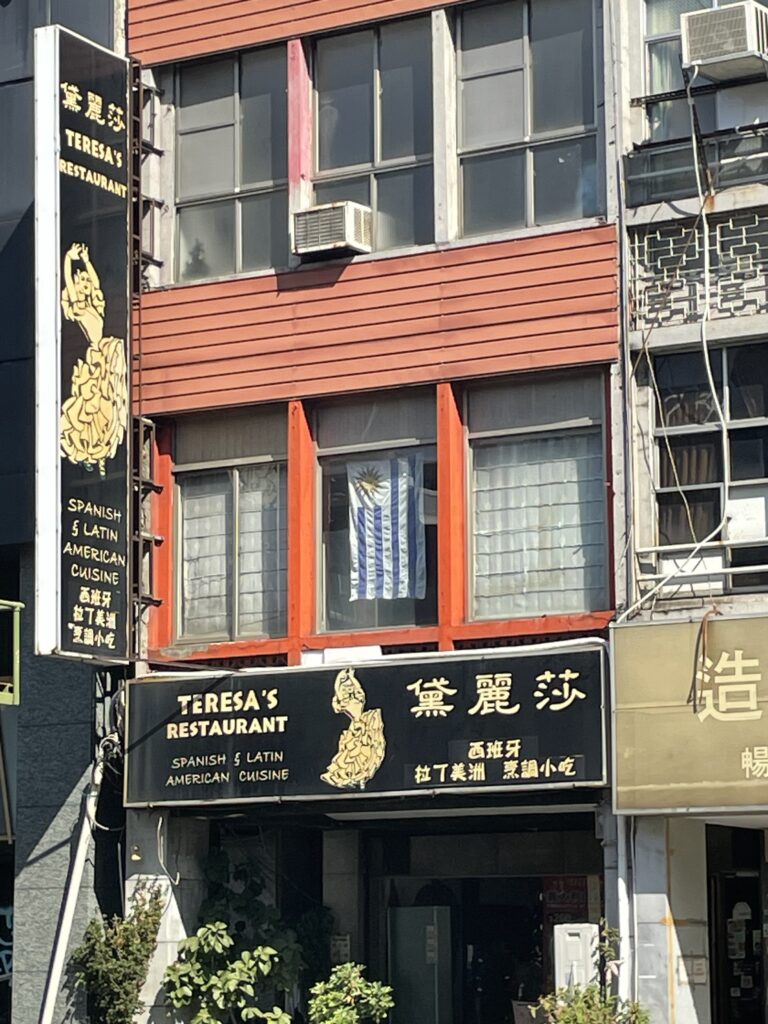 黛麗莎
TERESA'S
RESTAURANT
SPANISH
& LATIN
AMERICAN
CUISINE
西班牙
拉丁美洲
烹調小吃
TERESA'S
RESTAURANT
SPANISH & LATIN
AMERICAN CUISINE
黛麗莎
西班牙
拉丁美洲 烹調小吃
造
暢